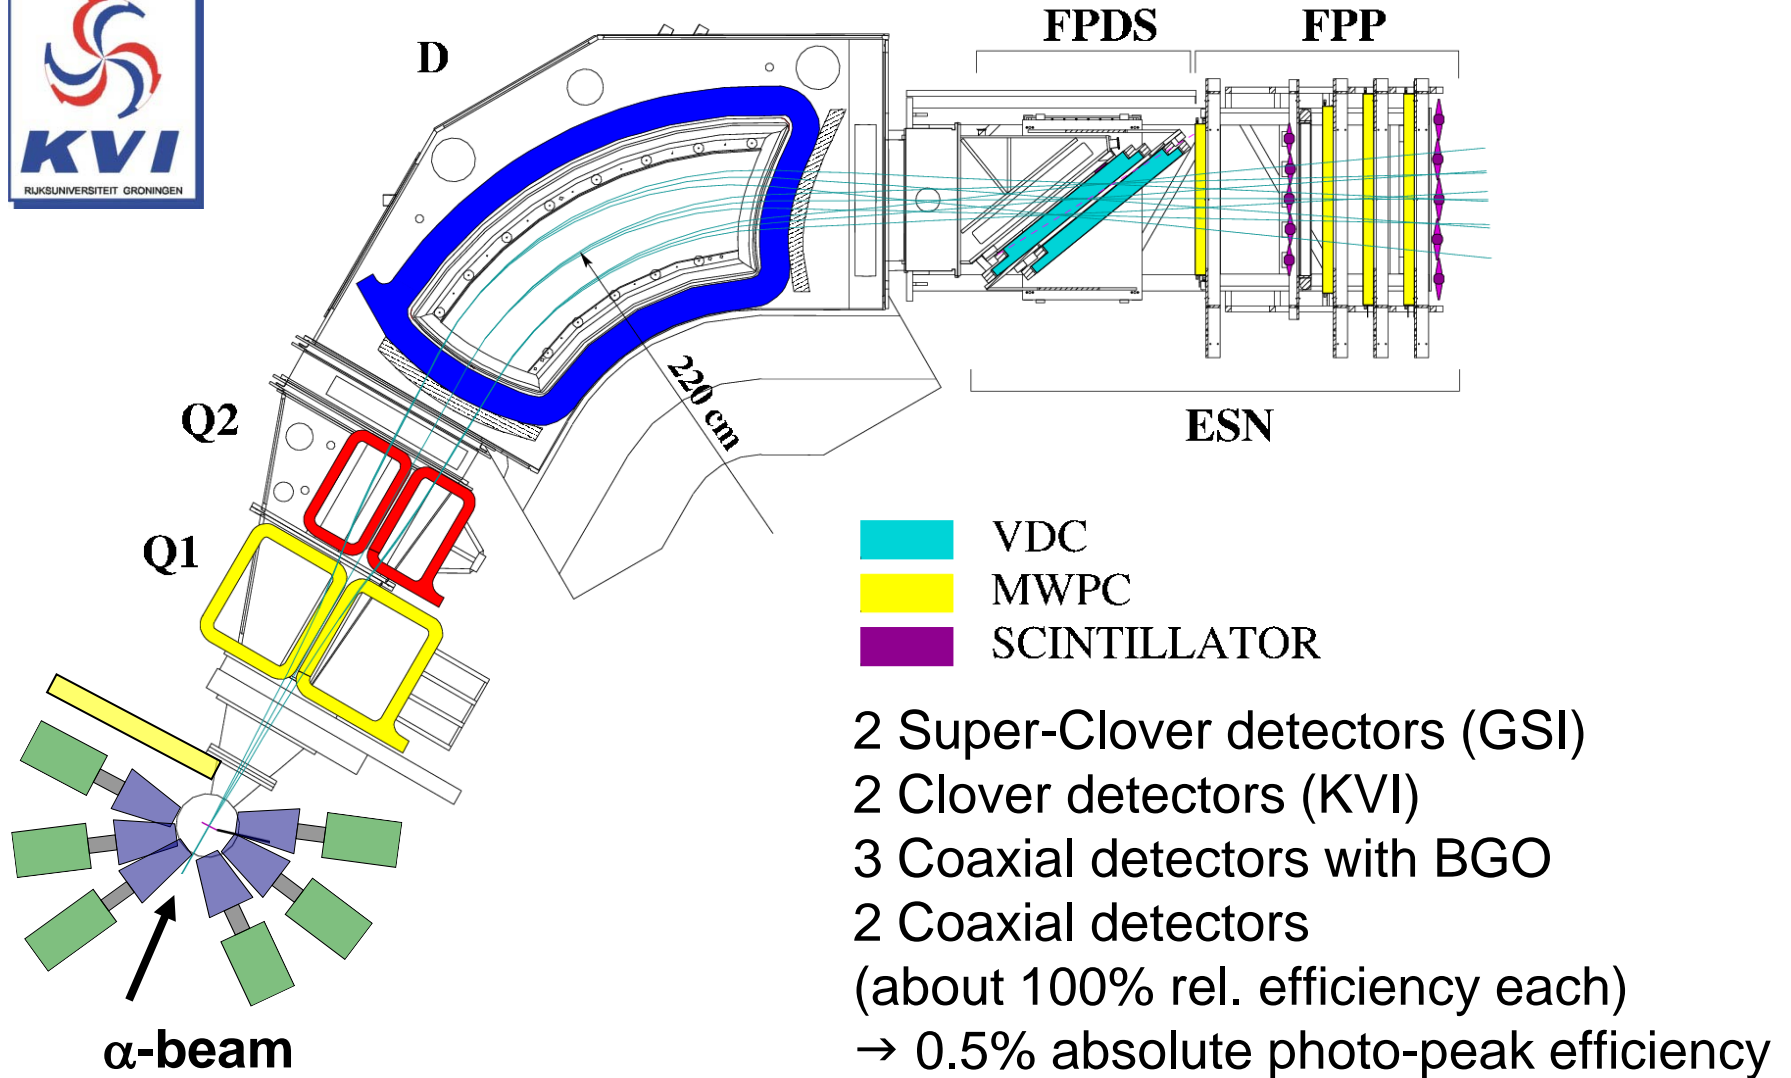 KVI
RIJKSUNIVERSITEIT GRONINGEN
D
FPDS
FPP
Q2
220 cm
ESN
Q1
VDC
MWPC
SCINTILLATOR
2 Super-Clover detectors (GSI)
2 Clover detectors (KVI)
3 Coaxial detectors with BGO
2 Coaxial detectors
(about 100% rel. efficiency each)
→ 0.5% absolute photo-peak efficiency
α-beam